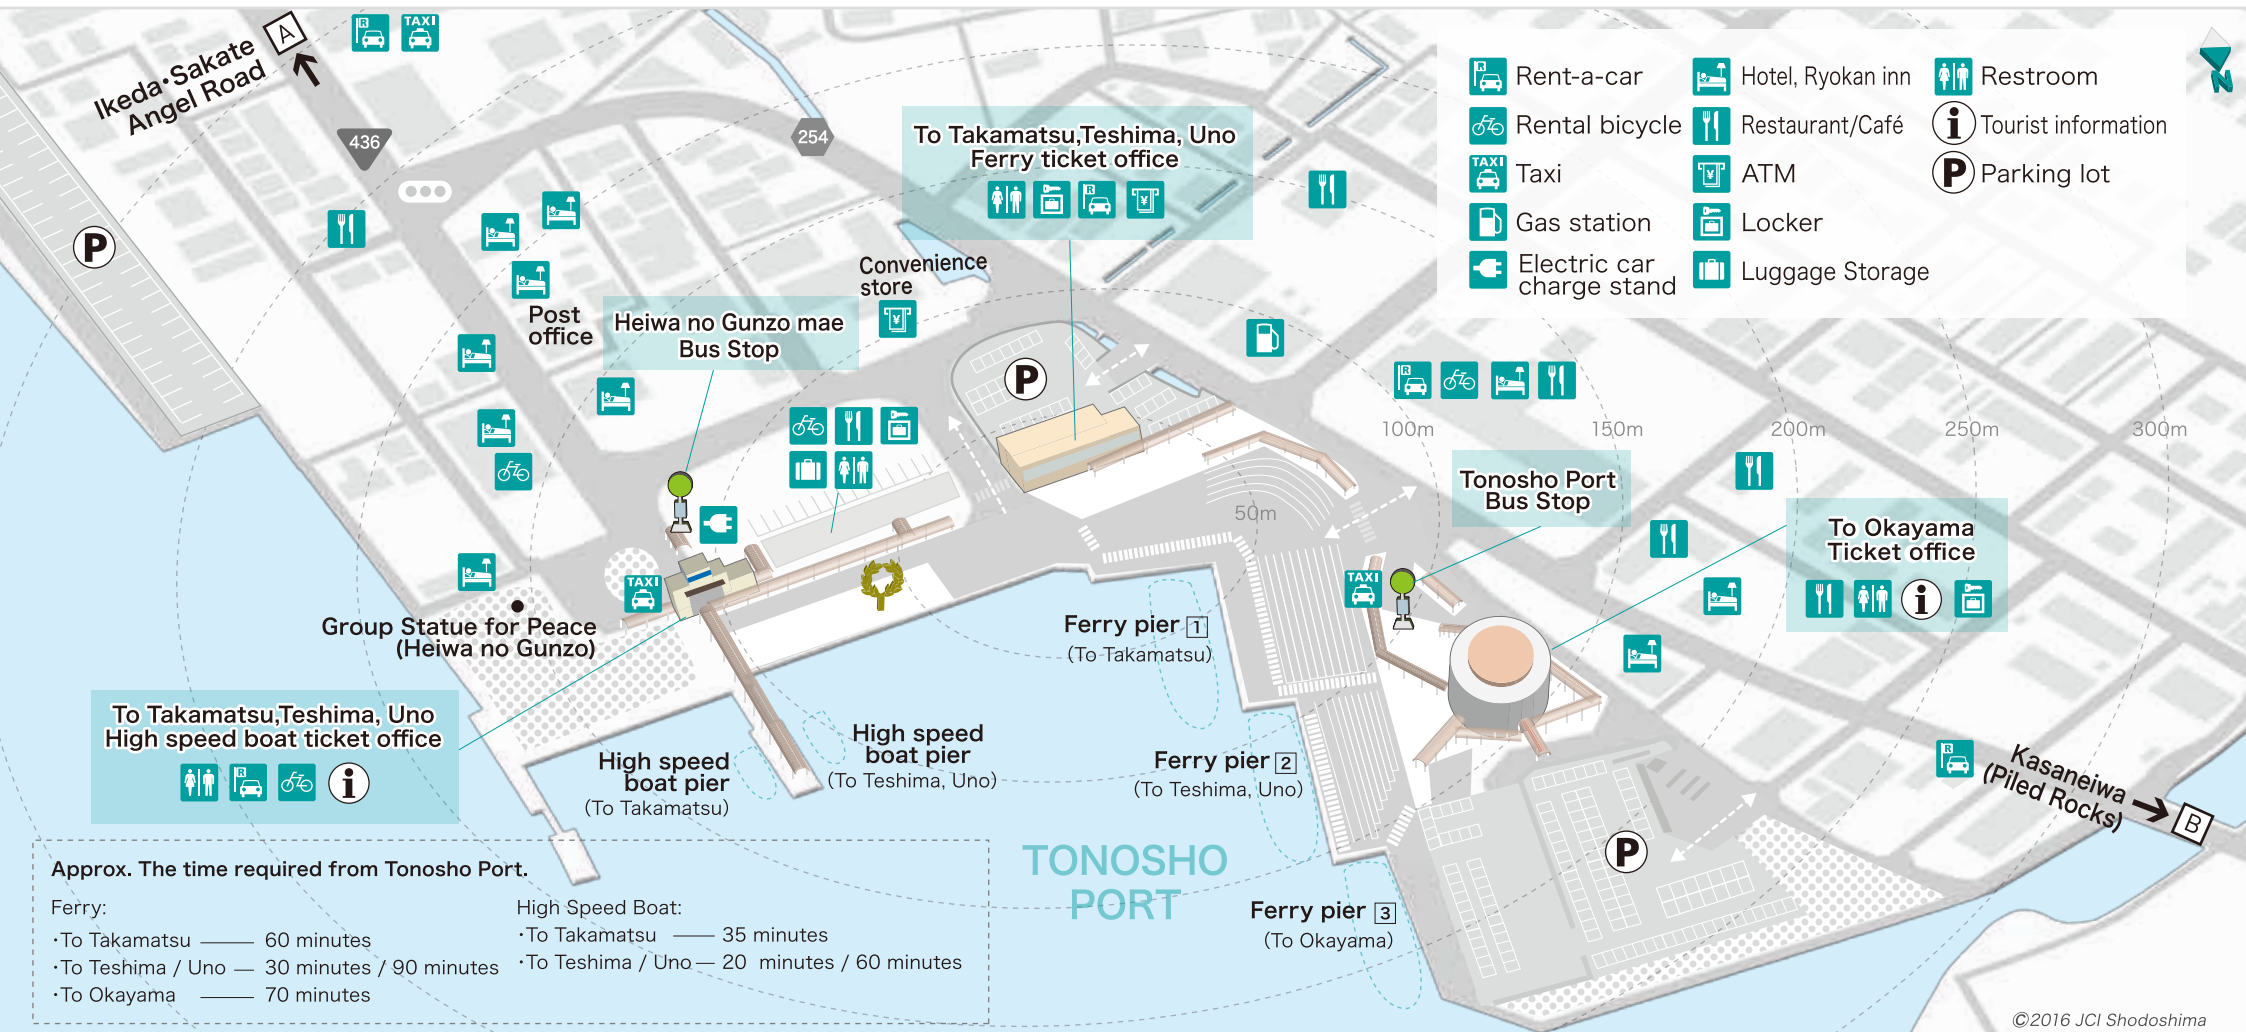 A
Ikeda・Sakate
Angel Road
R
TAXI
436
254
P
To Takamatsu,Teshima, Uno
Ferry ticket office
R
¥
R
Rent-a-car
Rental bicycle
TAXI
Taxi
Gas station
Electric car
charge stand
Hotel, Ryokan inn
Restaurant/Café
¥
ATM
Locker
Luggage Storage
Restroom
i
Tourist information
P
Parking lot
N
Convenience
store
¥
Post
office
Heiwa no Gunzo mae
Bus Stop
P
R
100m
150m
200m
250m
300m
50m
Tonosho Port
Bus Stop
To Okayama
Ticket office
i
TAXI
TAXI
Group Statue for Peace
(Heiwa no Gunzo)
To Takamatsu,Teshima, Uno
High speed boat ticket office
R
i
High speed
boat pier
(To Takamatsu)
High speed
boat pier
(To Teshima, Uno)
Ferry pier 1
(To Takamatsu)
Ferry pier 2
(To Teshima, Uno)
Ferry pier 3
(To Okayama)
TONOSHO
PORT
P
R
Kasaneiwa
(Piled Rocks)
B
Approx. The time required from Tonosho Port.
Ferry:
・To Takamatsu —— 60 minutes
・To Teshima / Uno — 30 minutes / 90 minutes
・To Okayama —— 70 minutes
High Speed Boat:
・To Takamatsu —— 35 minutes
・To Teshima / Uno — 20 minutes / 60 minutes
©2016 JCI Shodoshima